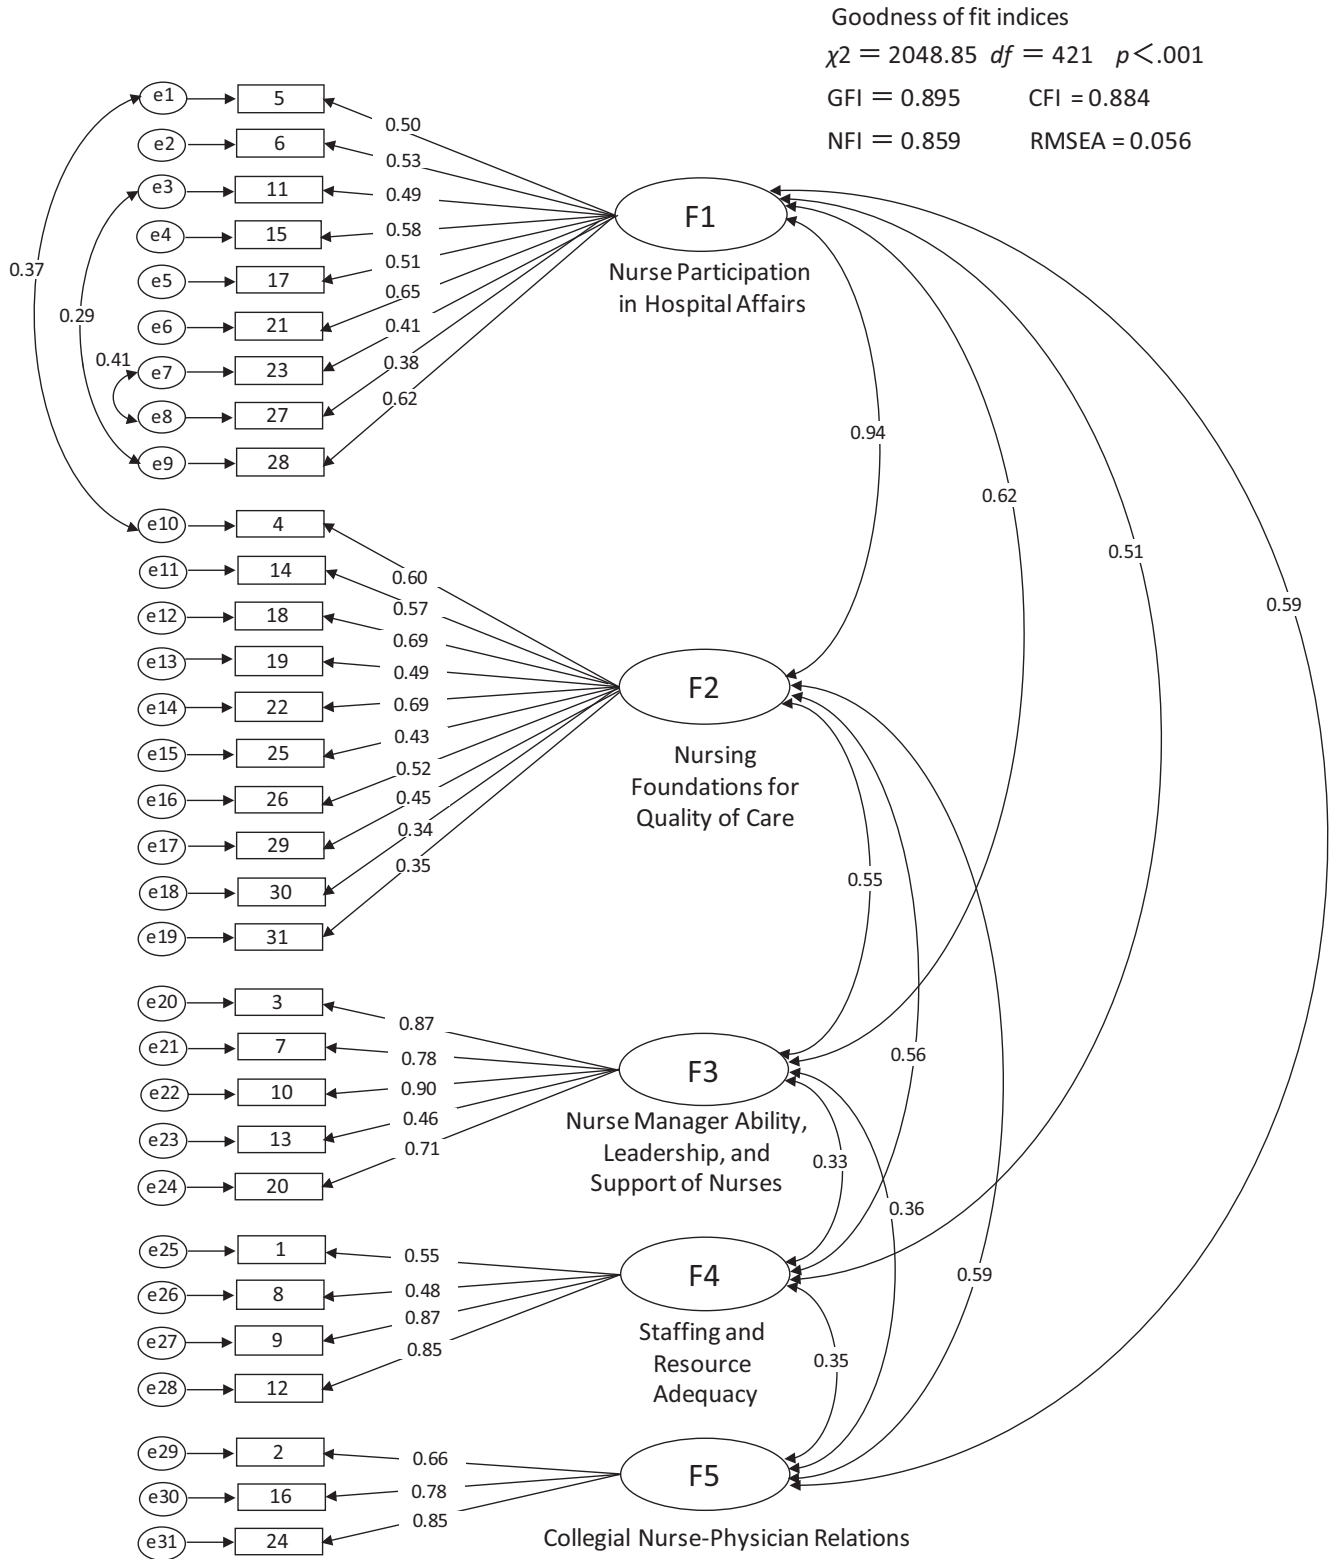 Goodness of fit indices
χ2 = 2048.85 df = 421 p<.001
GFI = 0.895 CFI = 0.884
NFI = 0.859 RMSEA = 0.056
e1 5 0.50
e2 6 0.53
e3 11 0.49
e4 15 0.58
e5 17 0.51
e6 21 0.65
e7 23 0.41
e8 27 0.38
e9 28 0.62
0.37
0.29
0.41
F1
Nurse Participation
in Hospital Affairs
0.94
0.62
0.51
0.59
e10 4 0.60
e11 14 0.57
e12 18 0.69
e13 19 0.49
e14 22 0.69
e15 25 0.43
e16 26 0.52
e17 29 0.45
e18 30 0.34
e19 31 0.35
F2
Nursing
Foundations for
Quality of Care
0.55
0.56
0.59
e20 3 0.87
e21 7 0.78
e22 10 0.90
e23 13 0.46
e24 20 0.71
F3
Nurse Manager Ability,
Leadership, and
Support of Nurses
0.33
0.36
e25 1 0.55
e26 8 0.48
e27 9 0.87
e28 12 0.85
F4
Staffing and
Resource
Adequacy
0.35
e29 2 0.66
e30 16 0.78
e31 24 0.85
F5
Collegial Nurse-Physician Relations